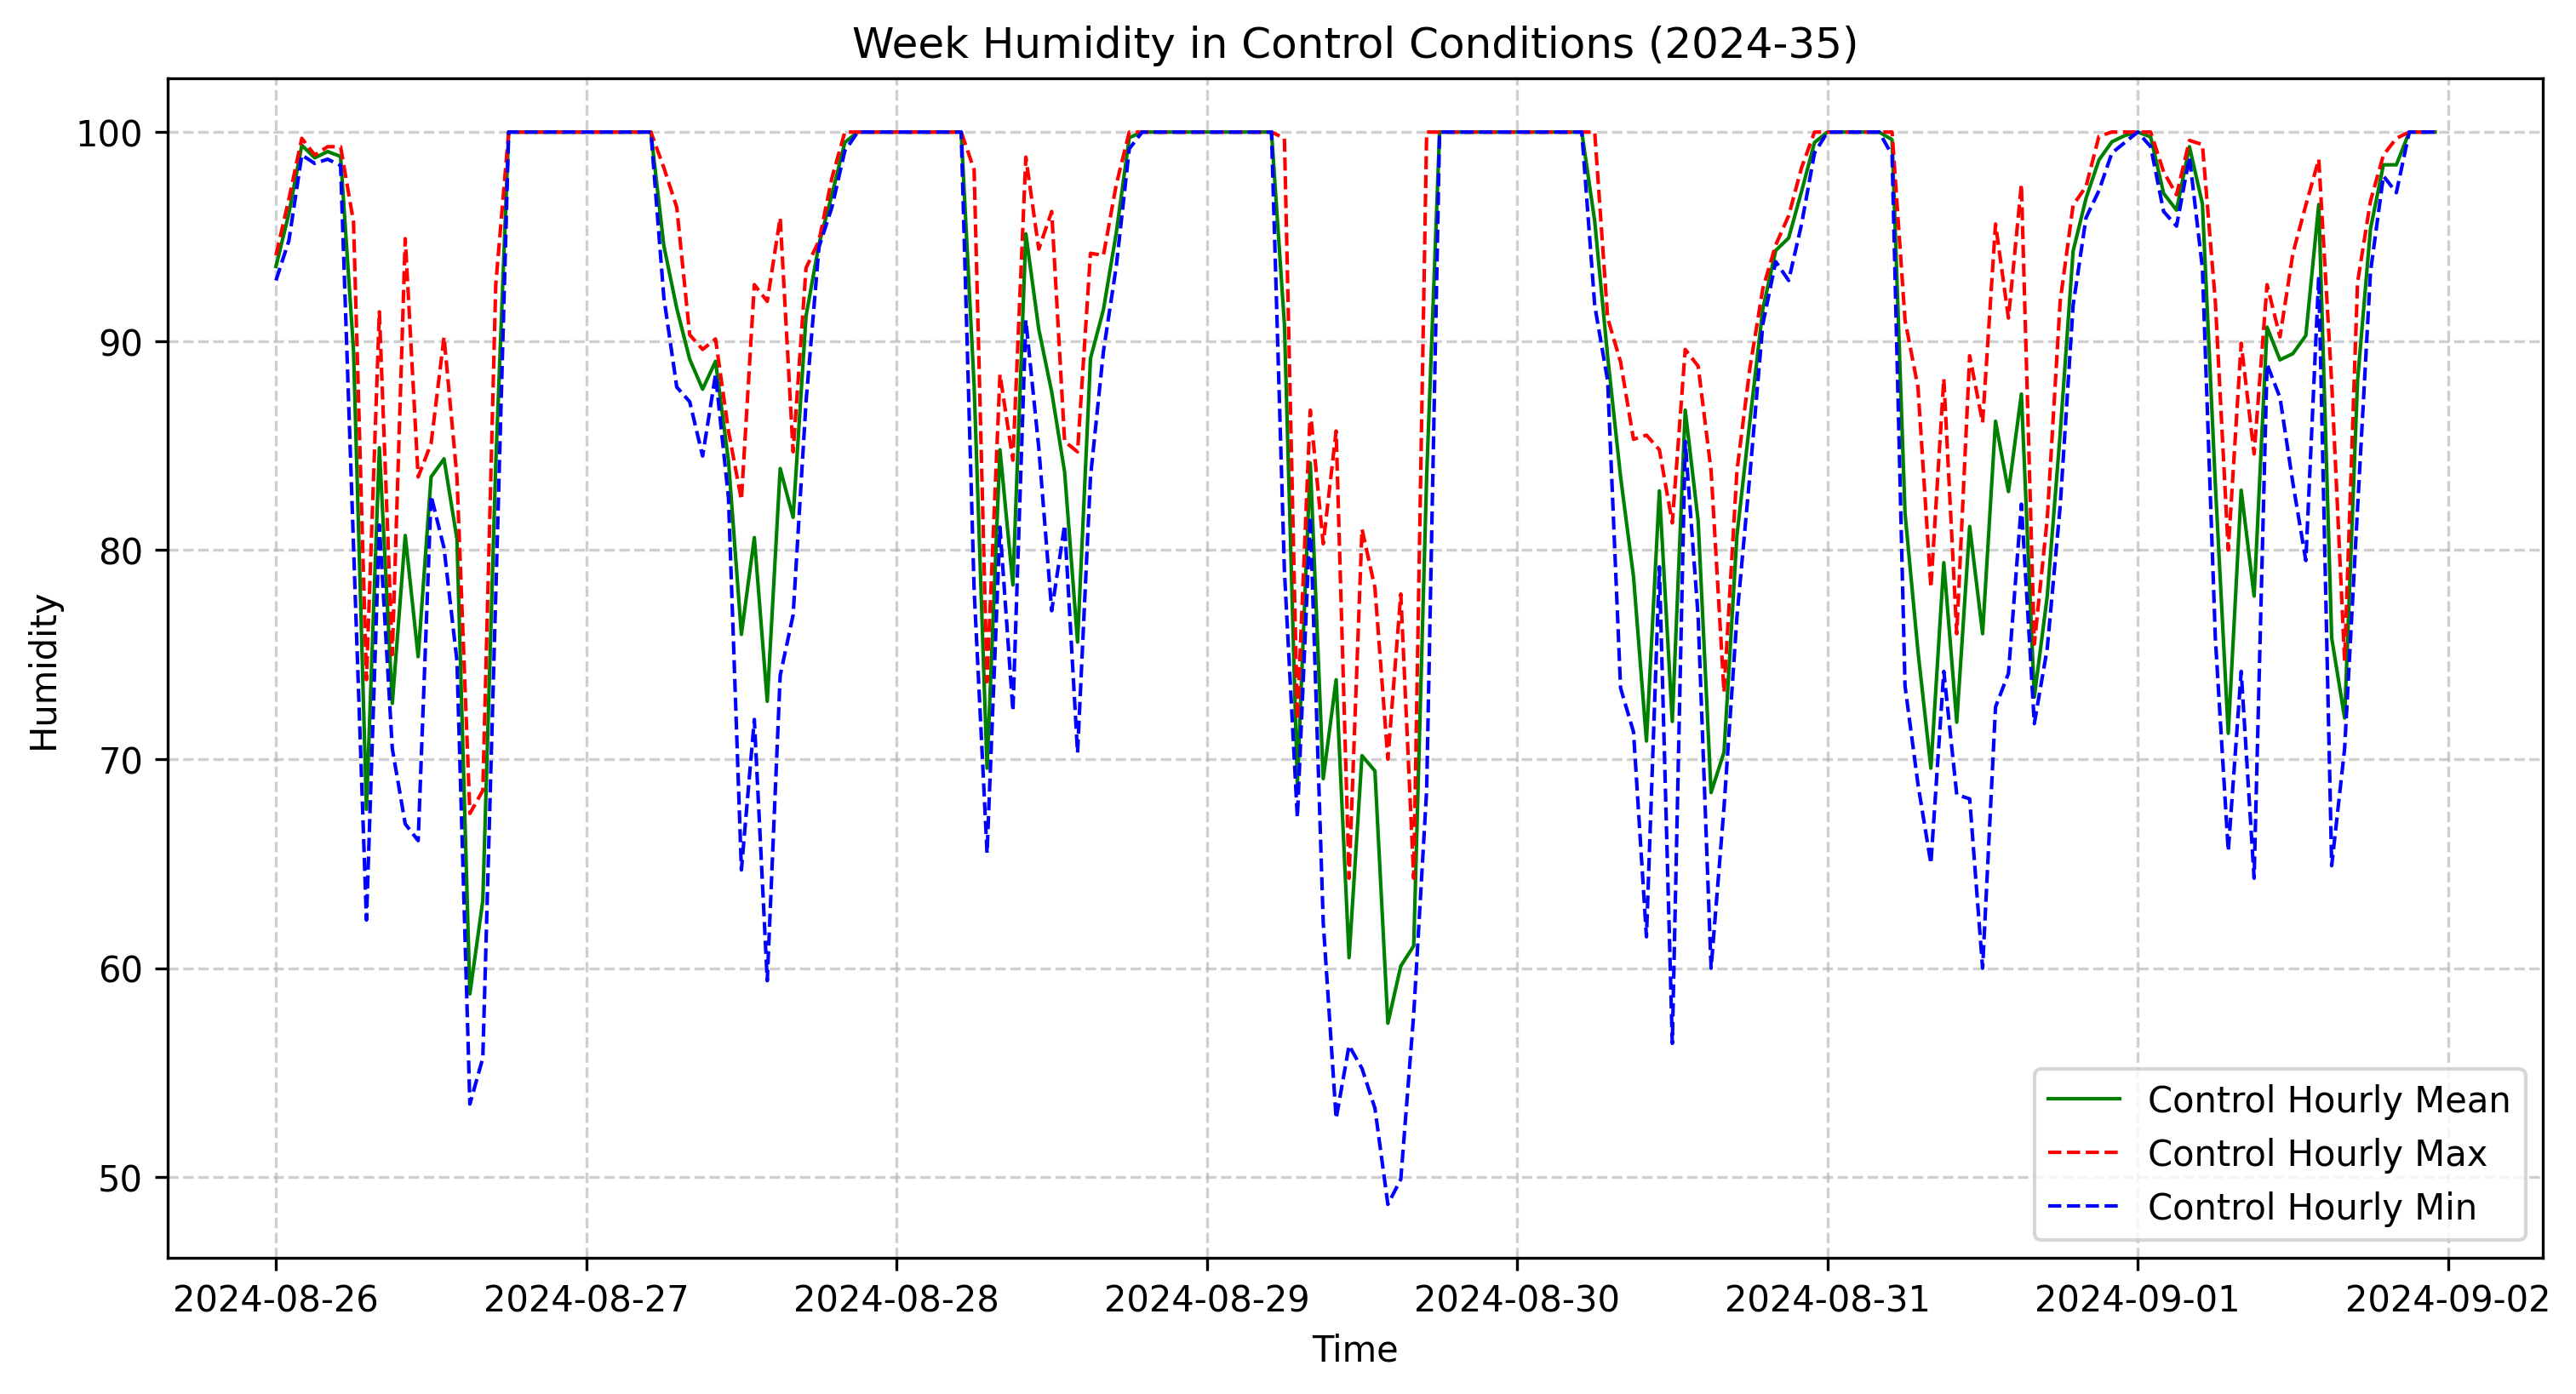 Week Humidity in Control Conditions (2024-35)
100
90
80
70
60
50
Humidity
Control Hourly Mean
Control Hourly Max
Control Hourly Min
2024-08-26 2024-08-27 2024-08-28 2024-08-29 2024-08-30 2024-08-31 2024-09-01 2024-09-02
Time